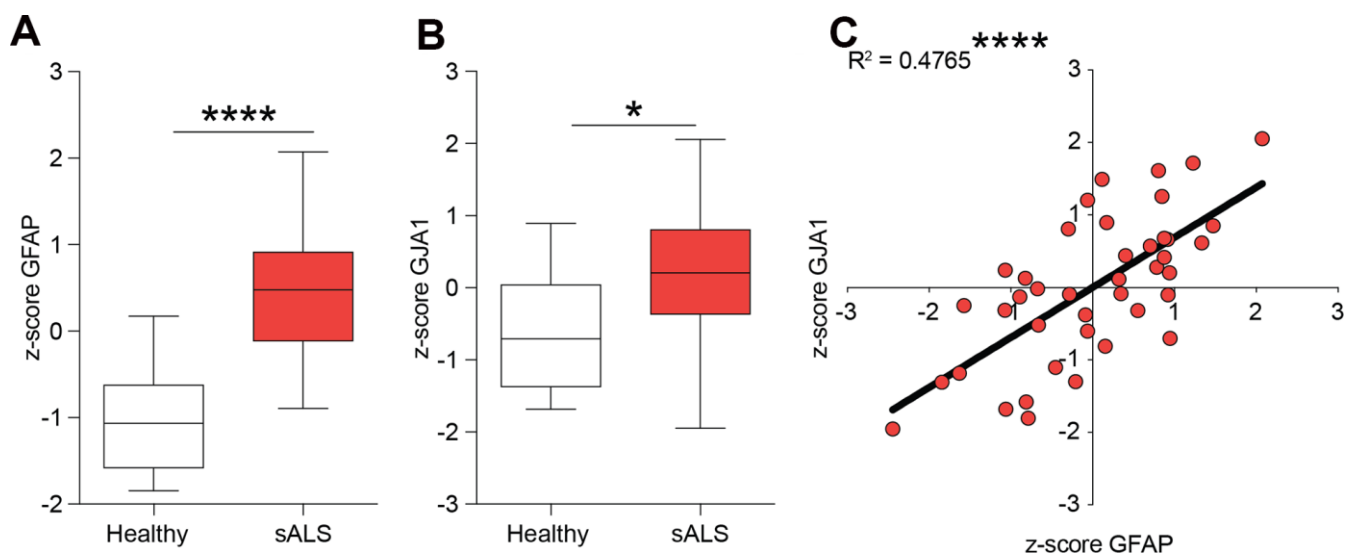 A
z-score GFAP
3
2
1
0
-1
-2
****
Healthy
sALS
B
z-score GJA1
3
2
1
0
-1
-2
-3
*
Healthy
sALS
C
R² = 0.4765
****
z-score GJA1
3
2
1
-1
-2
-3
-3
-2
-1
1
2
3
z-score GFAP